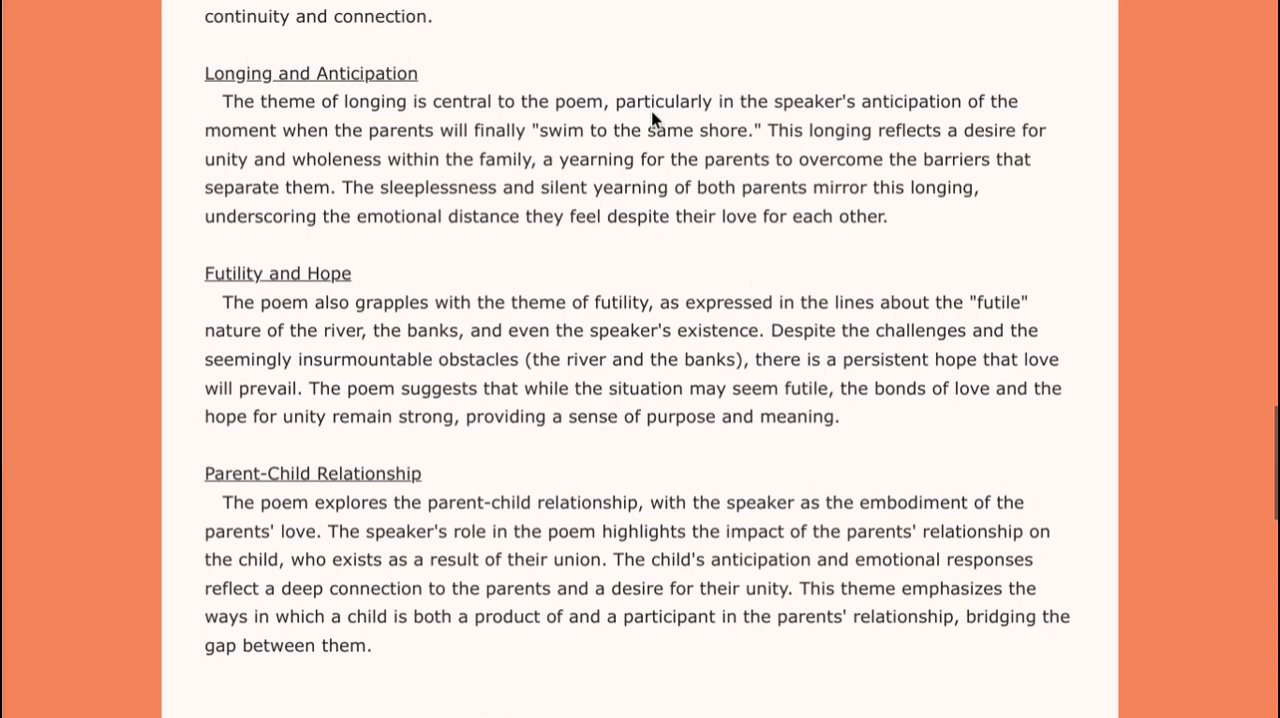 continuity and connection.
Longing and Anticipation
The theme of longing is central to the poem, particularly in the speaker's anticipation of the
moment when the parents will finally "swim to the same shore." This longing reflects a desire for
unity and wholeness within the family, a yearning for the parents to overcome the barriers that
separate them. The sleeplessness and silent yearning of both parents mirror this longing,
underscoring the emotional distance they feel despite their love for each other.
Futility and Hope
The poem also grapples with the theme of futility, as expressed in the lines about the "futile"
nature of the river, the banks, and even the speaker's existence. Despite the challenges and the
seemingly insurmountable obstacles (the river and the banks), there is a persistent hope that love
will prevail. The poem suggests that while the situation may seem futile, the bonds of love and the
hope for unity remain strong, providing a sense of purpose and meaning.
Parent-Child Relationship
The poem explores the parent-child relationship, with the speaker as the embodiment of the
parents' love. The speaker's role in the poem highlights the impact of the parents' relationship on
the child, who exists as a result of their union. The child's anticipation and emotional responses
reflect a deep connection to the parents and a desire for their unity. This theme emphasizes the
ways in which a child is both a product of and a participant in the parents' relationship, bridging the
gap between them.